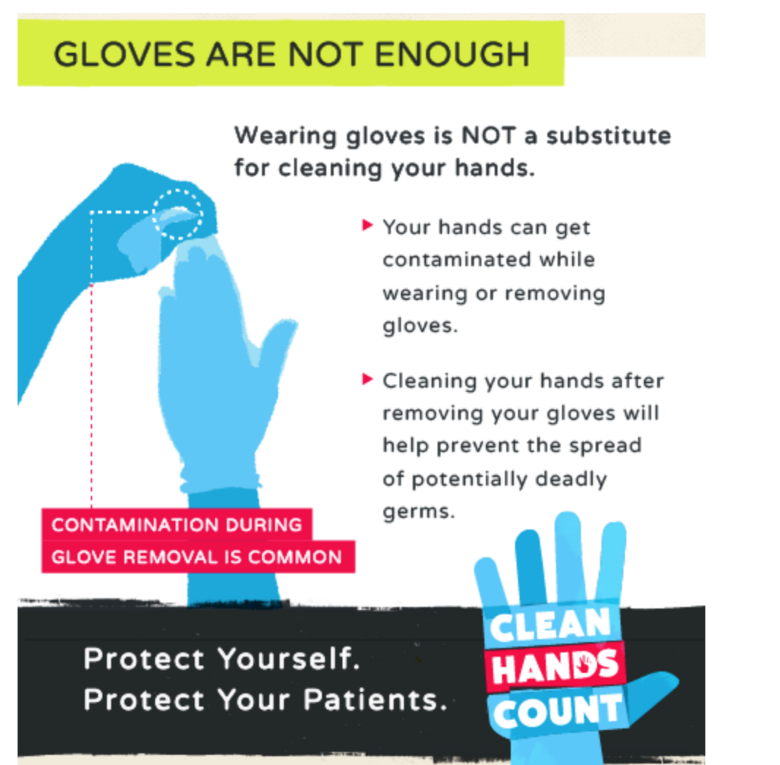 GLOVES ARE NOT ENOUGH
Wearing gloves is NOT a substitute
for cleaning your hands.
Your hands can get
contaminated while
wearing or removing
gloves.
Cleaning your hands after
removing your gloves will
help prevent the spread
of potentially deadly
germs.
CONTAMINATION DURING
GLOVE REMOVAL IS COMMON
Protect Yourself.
Protect Your Patients.
CLEAN
HANDS
COUNT